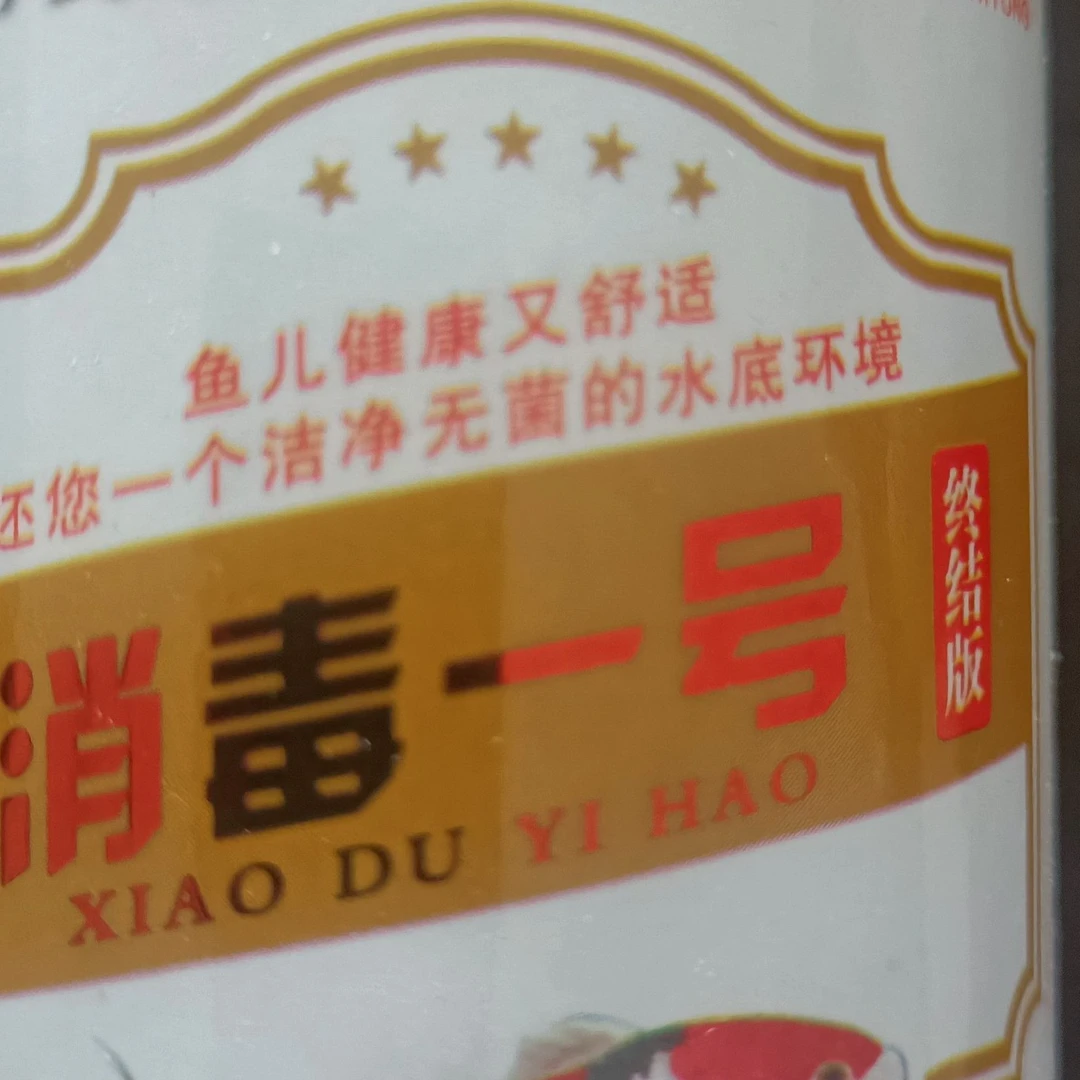 鱼儿健康又舒适
还您一个洁净无菌的水底环境
消毒一号
XIAO DU YI HAO
终结版